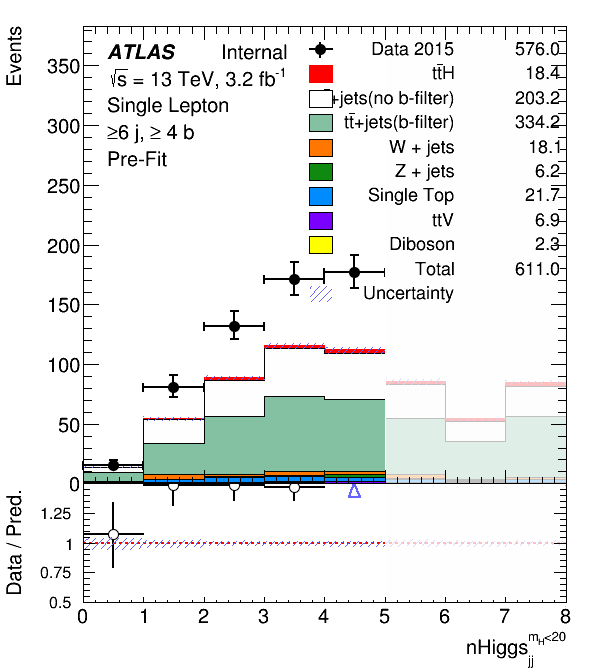 Events
ATLAS Internal
√s = 13 TeV, 3.2 fb-1
Single Lepton
≥6 j, ≥ 4 b
Pre-Fit
Data 2015 576.0
tt̄H 18.4
+jets(no b-filter) 203.2
tt̄+jets(b-filter) 334.2
W + jets 18.1
Z + jets 6.2
Single Top 21.7
ttV 6.9
Diboson 2.3
Total 611.0
Uncertainty
350
300
250
200
150
100
50
0
Data / Pred.
1.25
1
0.75
0.5
0 1 2 3 4 5 6 7 8
nHiggs m_H<20 jj